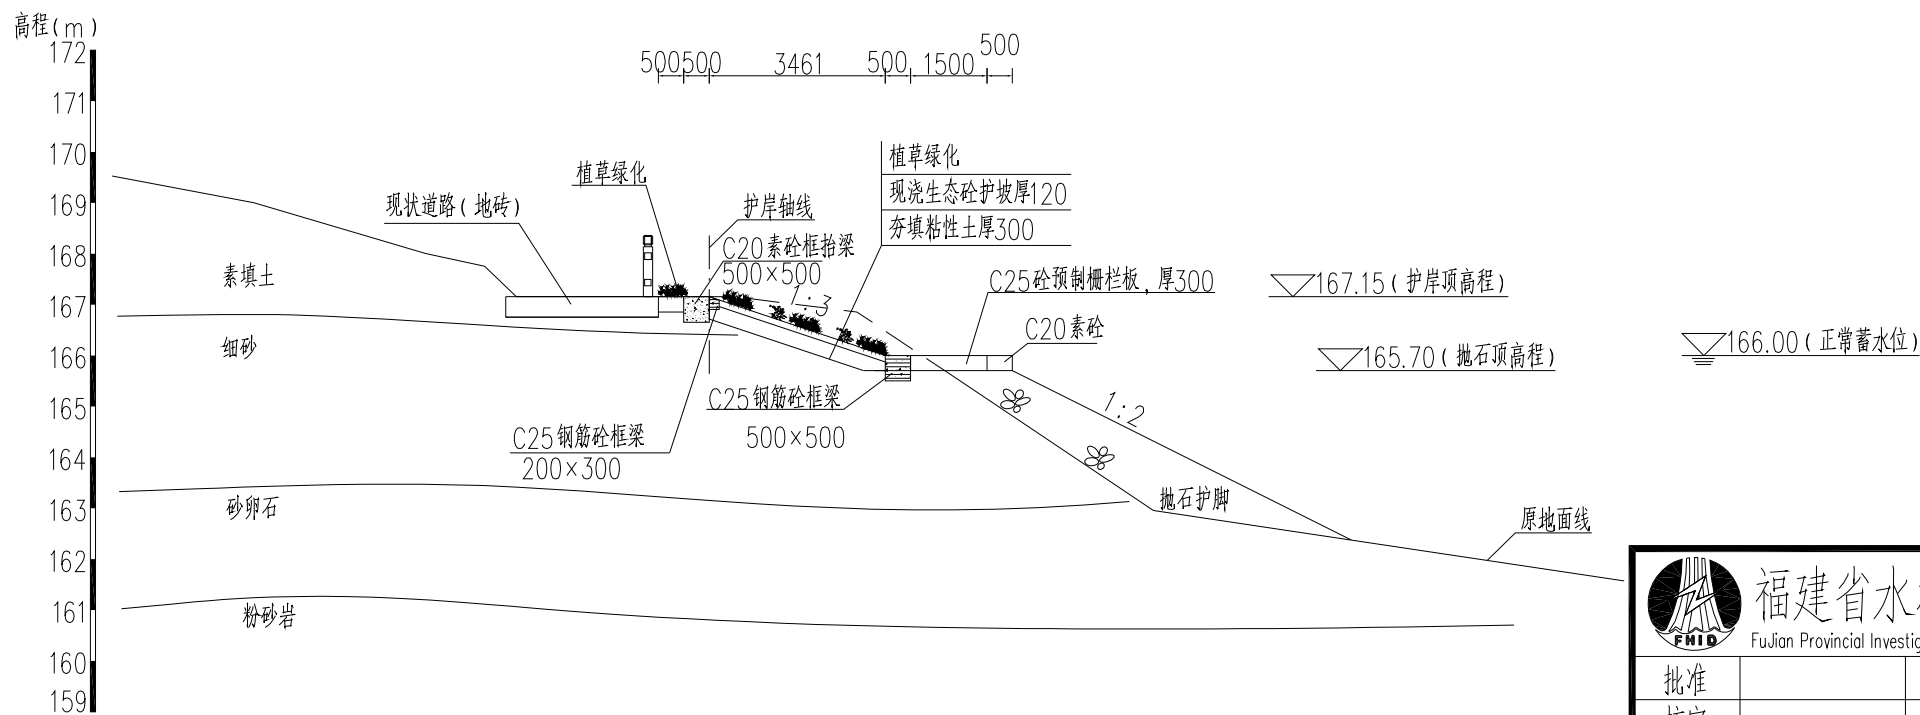 高程(m)
172
171
170
169
168
167
166
165
164
163
162
161
160
159
500
500
3461
500
1500
500
植草绿化
现状道路(地砖)
护岸轴线
C20素砼框抬梁
500×500
植草绿化
现浇生态砼护坡厚120
夯填粘性土厚300
1:3
C25砼预制栅栏板,厚300
C20素砼
167.15(护岸顶高程)
165.70(抛石顶高程)
166.00(正常蓄水位)
素填土
细砂
C25钢筋砼框梁
500×500
C25钢筋砼框梁
200×300
1:2
砂卵石
抛石护脚
原地面线
粉砂岩
FHID
福建省水
FuJian Provincial Investig
批准